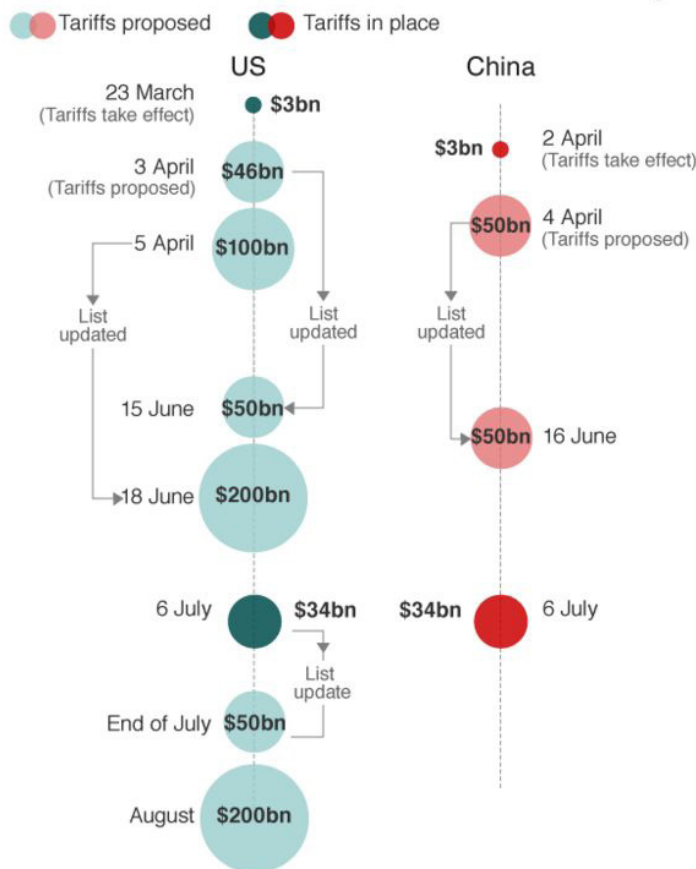 Tariffs proposed
Tariffs in place
US
China
23 March
(Tariffs take effect)
$3bn
$3bn
2 April
(Tariffs take effect)
3 April
(Tariffs proposed)
$46bn
$50bn
4 April
(Tariffs proposed)
5 April
$100bn
List
updated
List
updated
List
updated
15 June
$50bn
$50bn
16 June
18 June
$200bn
6 July
$34bn
$34bn
6 July
List
update
End of July
$50bn
August
$200bn